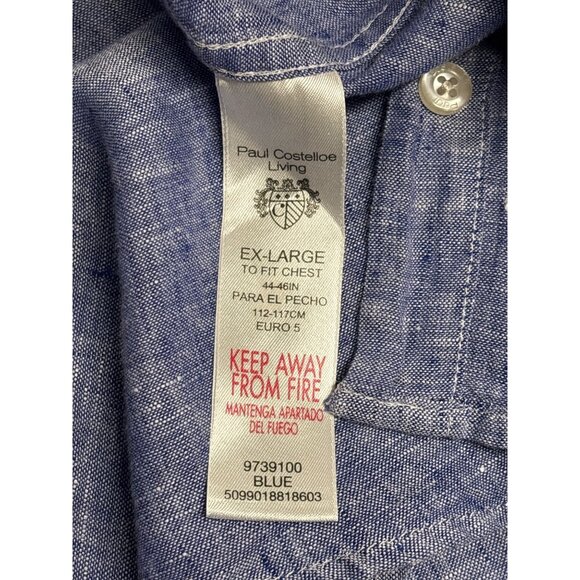 Paul Costelloe
Living
C
EX-LARGE
TO FIT CHEST
44-46IN
PARA EL PECHO
112-117CM
EURO 5
KEEP AWAY
FROM FIRE
MANTENGA APARTADO
DEL FUEGO
9739100
BLUE
5099018818603